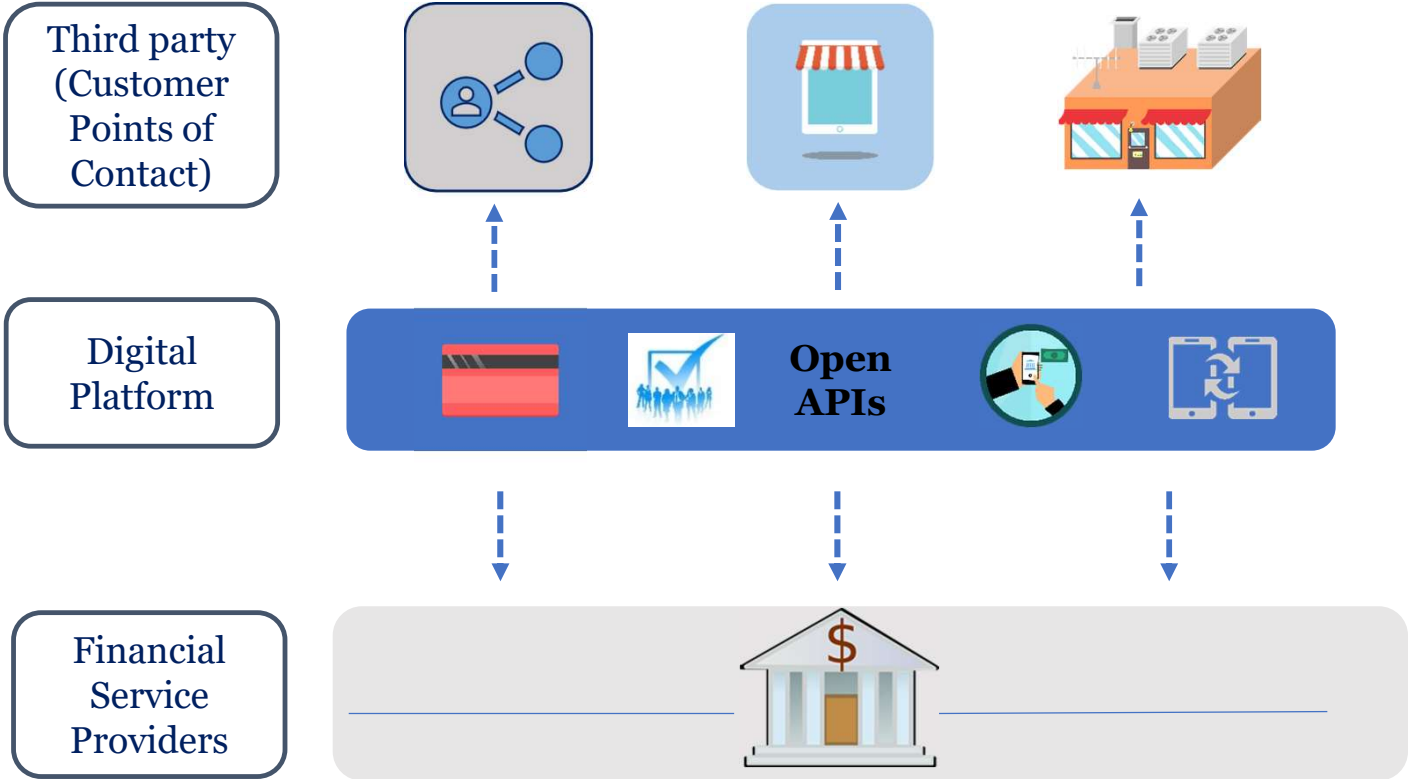 Third party
(Customer
Points of
Contact)
Digital
Platform
Open
APIs
Financial
Service
Providers
$